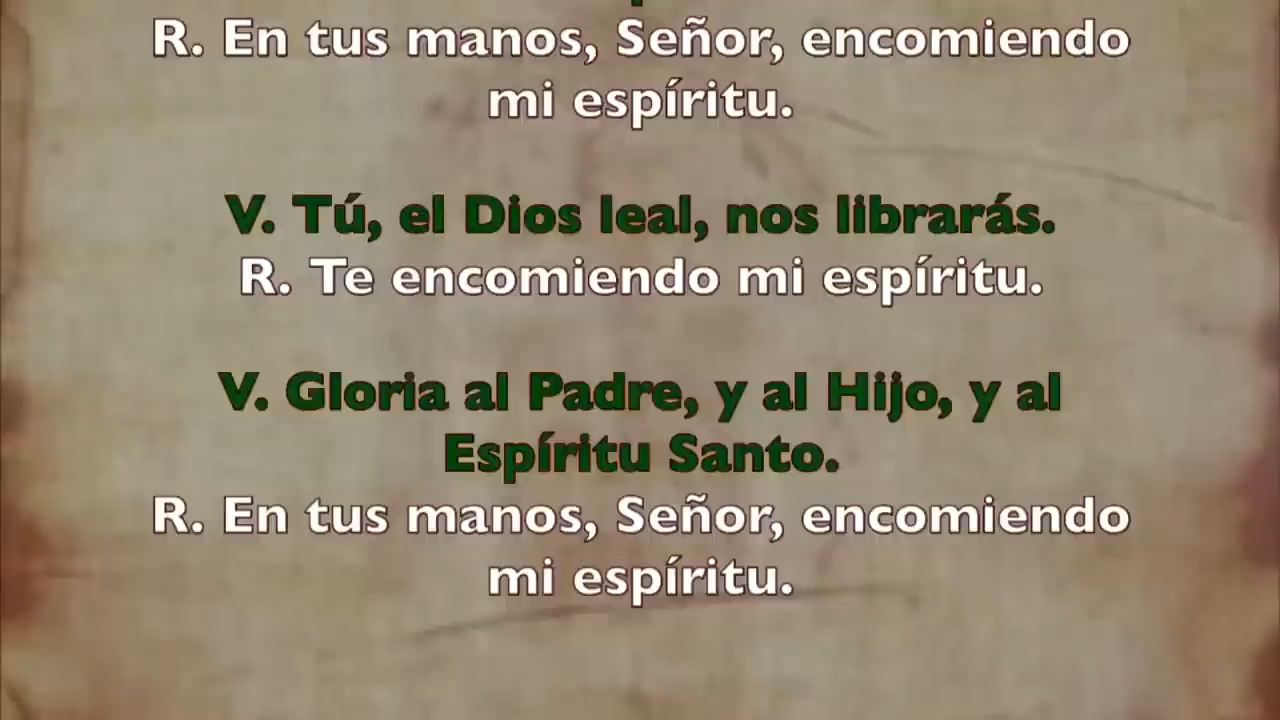 R. En tus manos, Señor, encomiendo
mi espíritu.
V. Tú, el Dios leal, nos librarás.
R. Te encomiendo mi espíritu.
V. Gloria al Padre, y al Hijo, y al
Espíritu Santo.
R. En tus manos, Señor, encomiendo
mi espíritu.